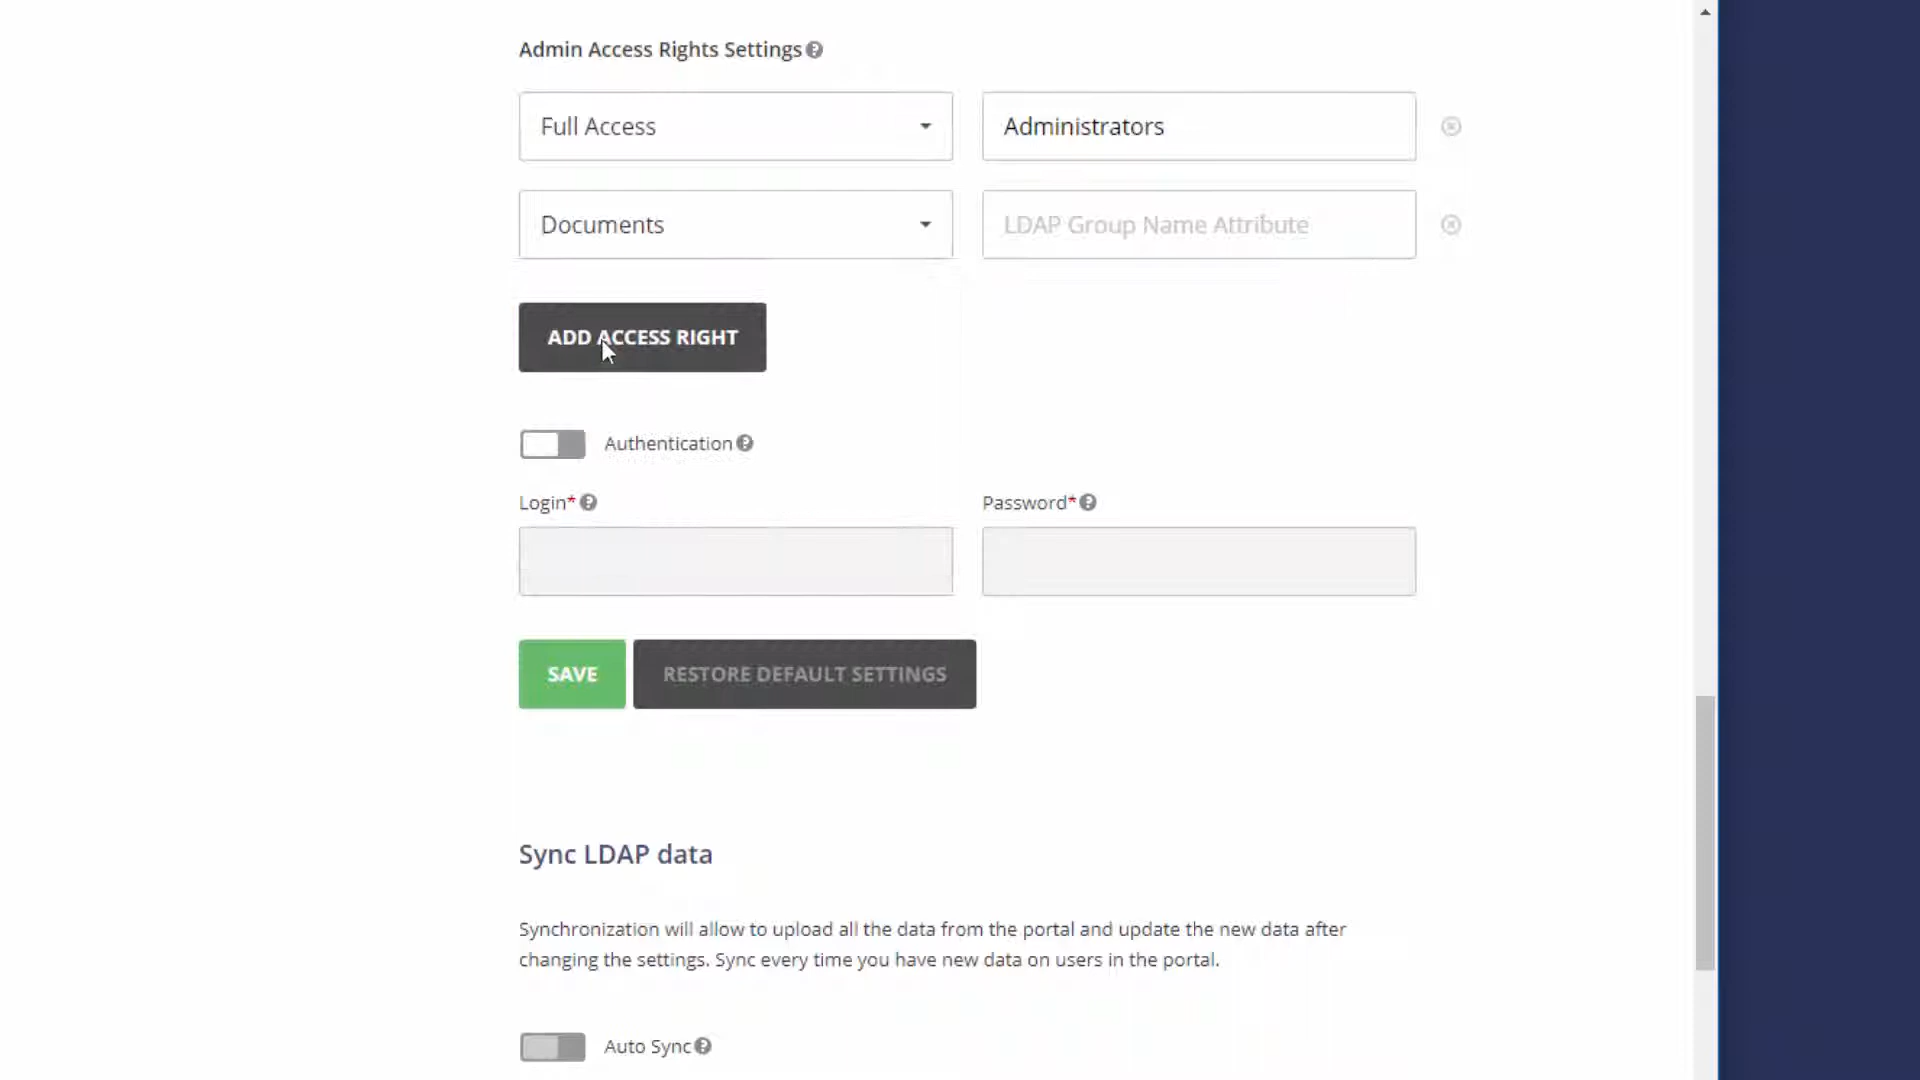 Admin Access Rights Settings
Full Access
Administrators
Documents
LDAP Group Name Attribute
ADD ACCESS RIGHT
Authentication
Login*
Password*
SAVE
RESTORE DEFAULT SETTINGS
Sync LDAP data
Synchronization will allow to upload all the data from the portal and update the new data after
changing the settings. Sync every time you have new data on users in the portal.
Auto Sync